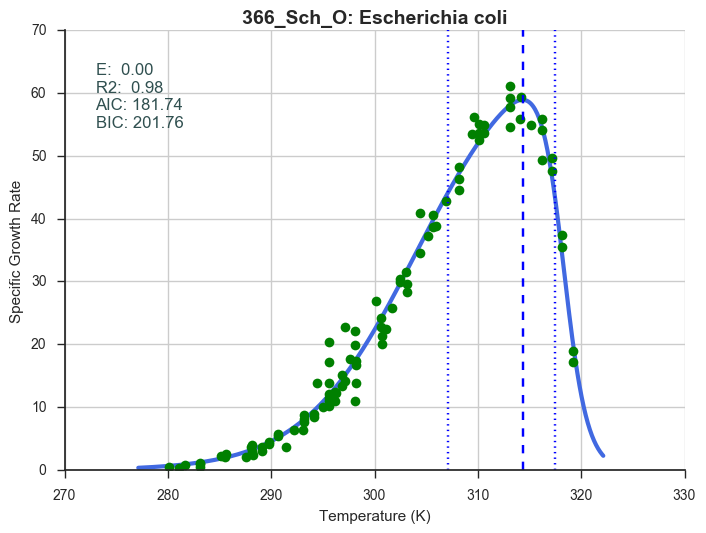 366_Sch_O: Escherichia coli
E:  0.00
R2:  0.98
AIC: 181.74
BIC: 201.76
Specific Growth Rate
70
60
50
40
30
20
10
0
270 280 290 300 310 320 330
Temperature (K)